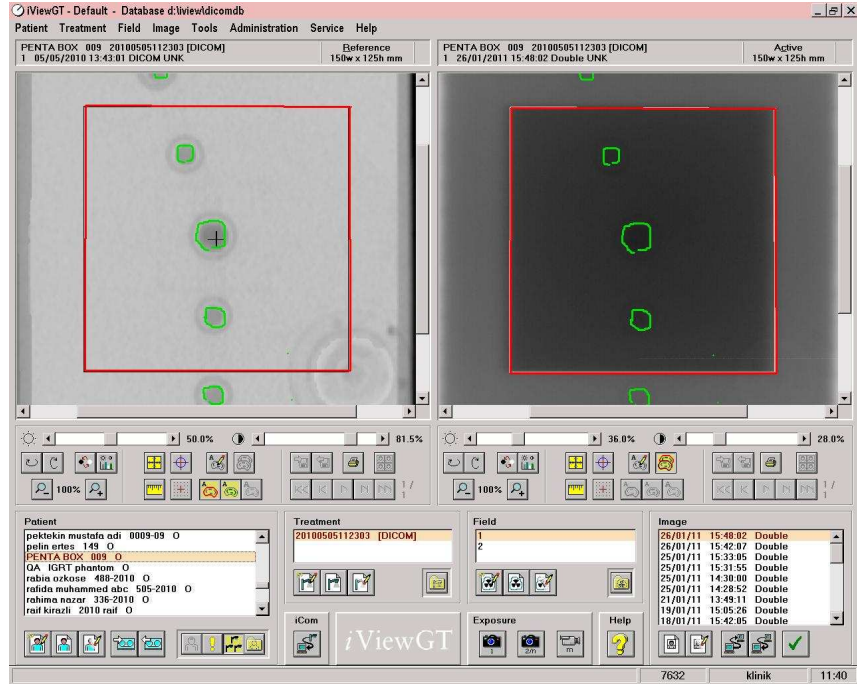 iViewGT - Default - Database d:\iview\dicomdb
Patient Treatment Field Image Tools Administration Service Help
PENTA BOX 009 20100505112303 [DICOM]
1 05/05/2010 13:43:01 DICOM UNK
Reference
150w x 125h mm
PENTA BOX 009 20100505112303 [DICOM]
1 26/01/2011 15:48:02 Double UNK
Active
150w x 125h mm
50.0% 81.5%
36.0% 28.0%
100%
1 /
1
100%
1 /
1
Patient
pektekin mustafa adi 0009-09 O
pelin ertes 149 O
PENTA BOX 009 O
QA IGRT phantom O
rabia ozkose 488-2010 O
rafida muhammed abc 505-2010 O
rahima nazar 336-2010 O
raif kirazli 2010 raif O
Treatment
20100505112303 [DICOM]
Field
1
2
Image
26/01/11 15:48:02 Double
26/01/11 15:42:07 Double
25/01/11 15:33:05 Double
25/01/11 15:31:55 Double
25/01/11 14:30:00 Double
25/01/11 14:28:52 Double
21/01/11 13:49:11 Double
19/01/11 15:05:26 Double
18/01/11 15:42:05 Double
iCom
iViewGT
Exposure
1
2/n
m
Help
7632 klinik 11:40